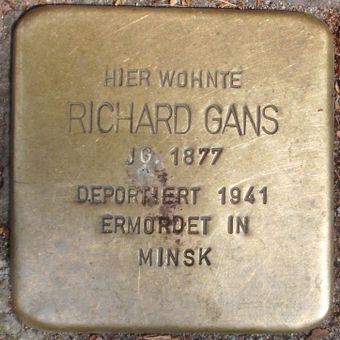 HIER WOHNTE
RICHARD GANS
JG. 1877
DEPORTIERT 1941
ERMORDET IN
MINSK